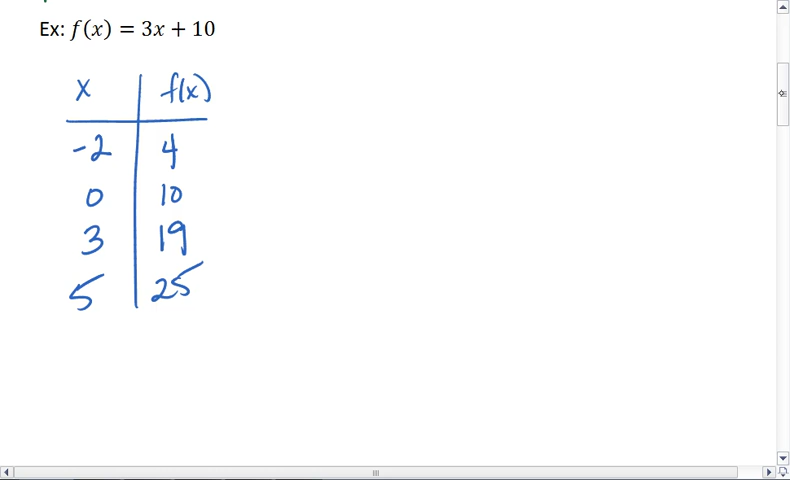 Ex: f(x) = 3x + 10
x f(x)
-2 4
0 10
3 19
5 25